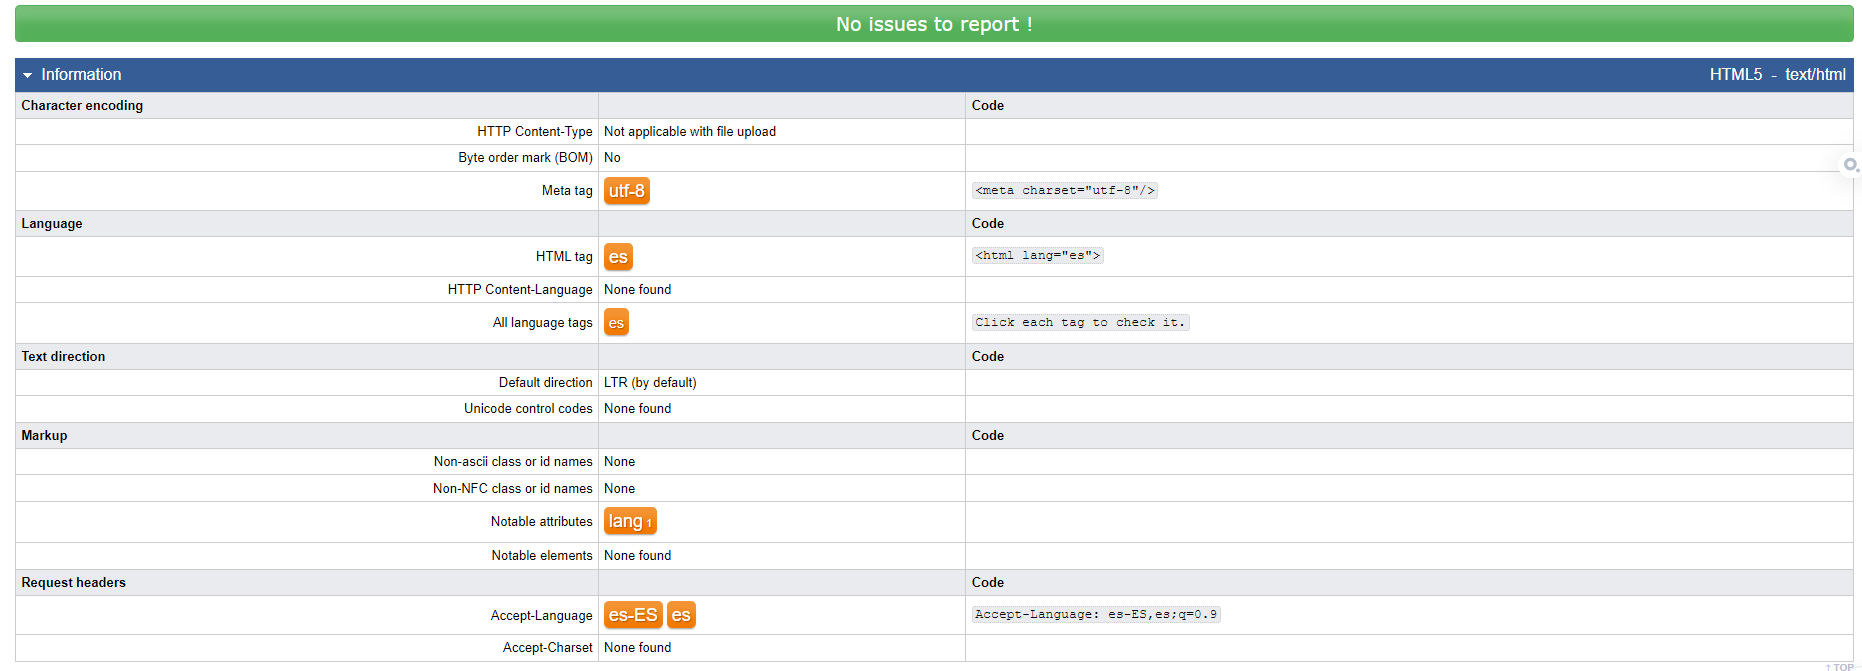 No issues to report !
Information HTML5 - text/html
Character encoding Code
HTTP Content-Type Not applicable with file upload
Byte order mark (BOM) No
Meta tag utf-8 <meta charset="utf-8"/>
Language Code
HTML tag es <html lang="es">
HTTP Content-Language None found
All language tags es Click each tag to check it.
Text direction Code
Default direction LTR (by default)
Unicode control codes None found
Markup Code
Non-ascii class or id names None
Non-NFC class or id names None
Notable attributes lang 1
Notable elements None found
Request headers Code
Accept-Language es-ES es Accept-Language: es-ES,es;q=0.9
Accept-Charset None found
↑ TOP